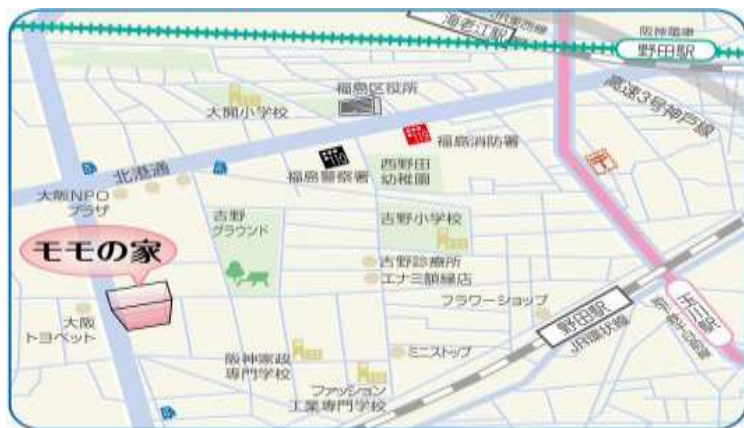 JR東西線
海老江駅
阪神電車
野田駅
福島区役所
大開小学校
高速3号神戸線
福島消防署
北港通
福島警察署
西野田
幼稚園
大阪NPO
プラザ
吉野
グラウンド
吉野小学校
モモの家
吉野診療所
エナミ額縁店
フラワーショップ
野田駅
JR環状線
玉川駅
大阪
トヨペット
阪神家政
専門学校
ミニストップ
ファッション
工業専門学校